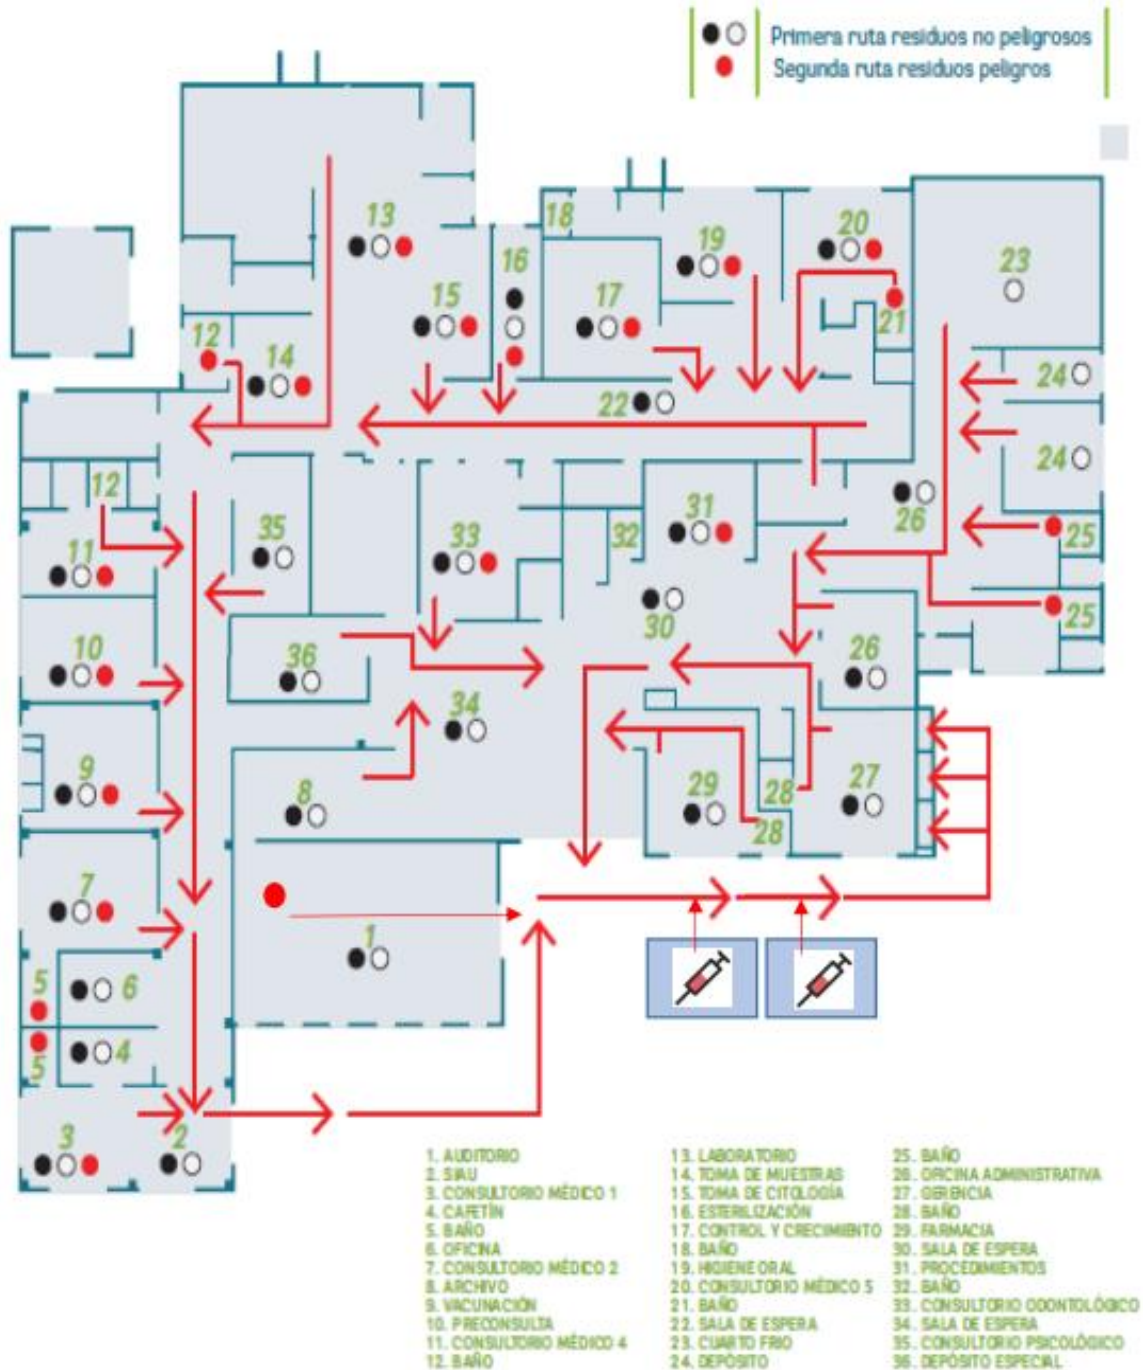 Primera ruta residuos no peligrosos
Segunda ruta residuos peligros
13
18
19
20
16
23
15
17
21
12
14
24
22
24
12
26
35
31
32
25
33
11
30
25
10
36
26
34
9
27
8
28
29
28
7
1
5
6
5
4
3
2
1. AUDITORIO
2. SIAU
3. CONSULTORIO MÉDICO 1
4. CAFETÍN
5. BAÑO
6. OFICINA
7. CONSULTORIO MÉDICO 2
8. ARCHIVO
9. VACUNACIÓN
10. PRECONSULTA
11. CONSULTORIO MÉDICO 4
12. BAÑO
13. LABORATORIO
14. TOMA DE MUESTRAS
15. TOMA DE CITOLOGÍA
16. ESTERILIZACIÓN
17. CONTROL Y CRECIMIENTO
18. BAÑO
19. HIGIENE ORAL
20. CONSULTORIO MÉDICO 5
21. BAÑO
22. SALA DE ESPERA
23. CUARTO FRIO
24. DEPÓSITO
25. BAÑO
26. OFICINA ADMINISTRATIVA
27. GERENCIA
28. BAÑO
29. FARMACIA
30. SALA DE ESPERA
31. PROCEDIMIENTOS
32. BAÑO
33. CONSULTORIO ODONTOLÓGICO
34. SALA DE ESPERA
35. CONSULTORIO PSICOLÓGICO
36. DEPÓSITO ESPECIAL